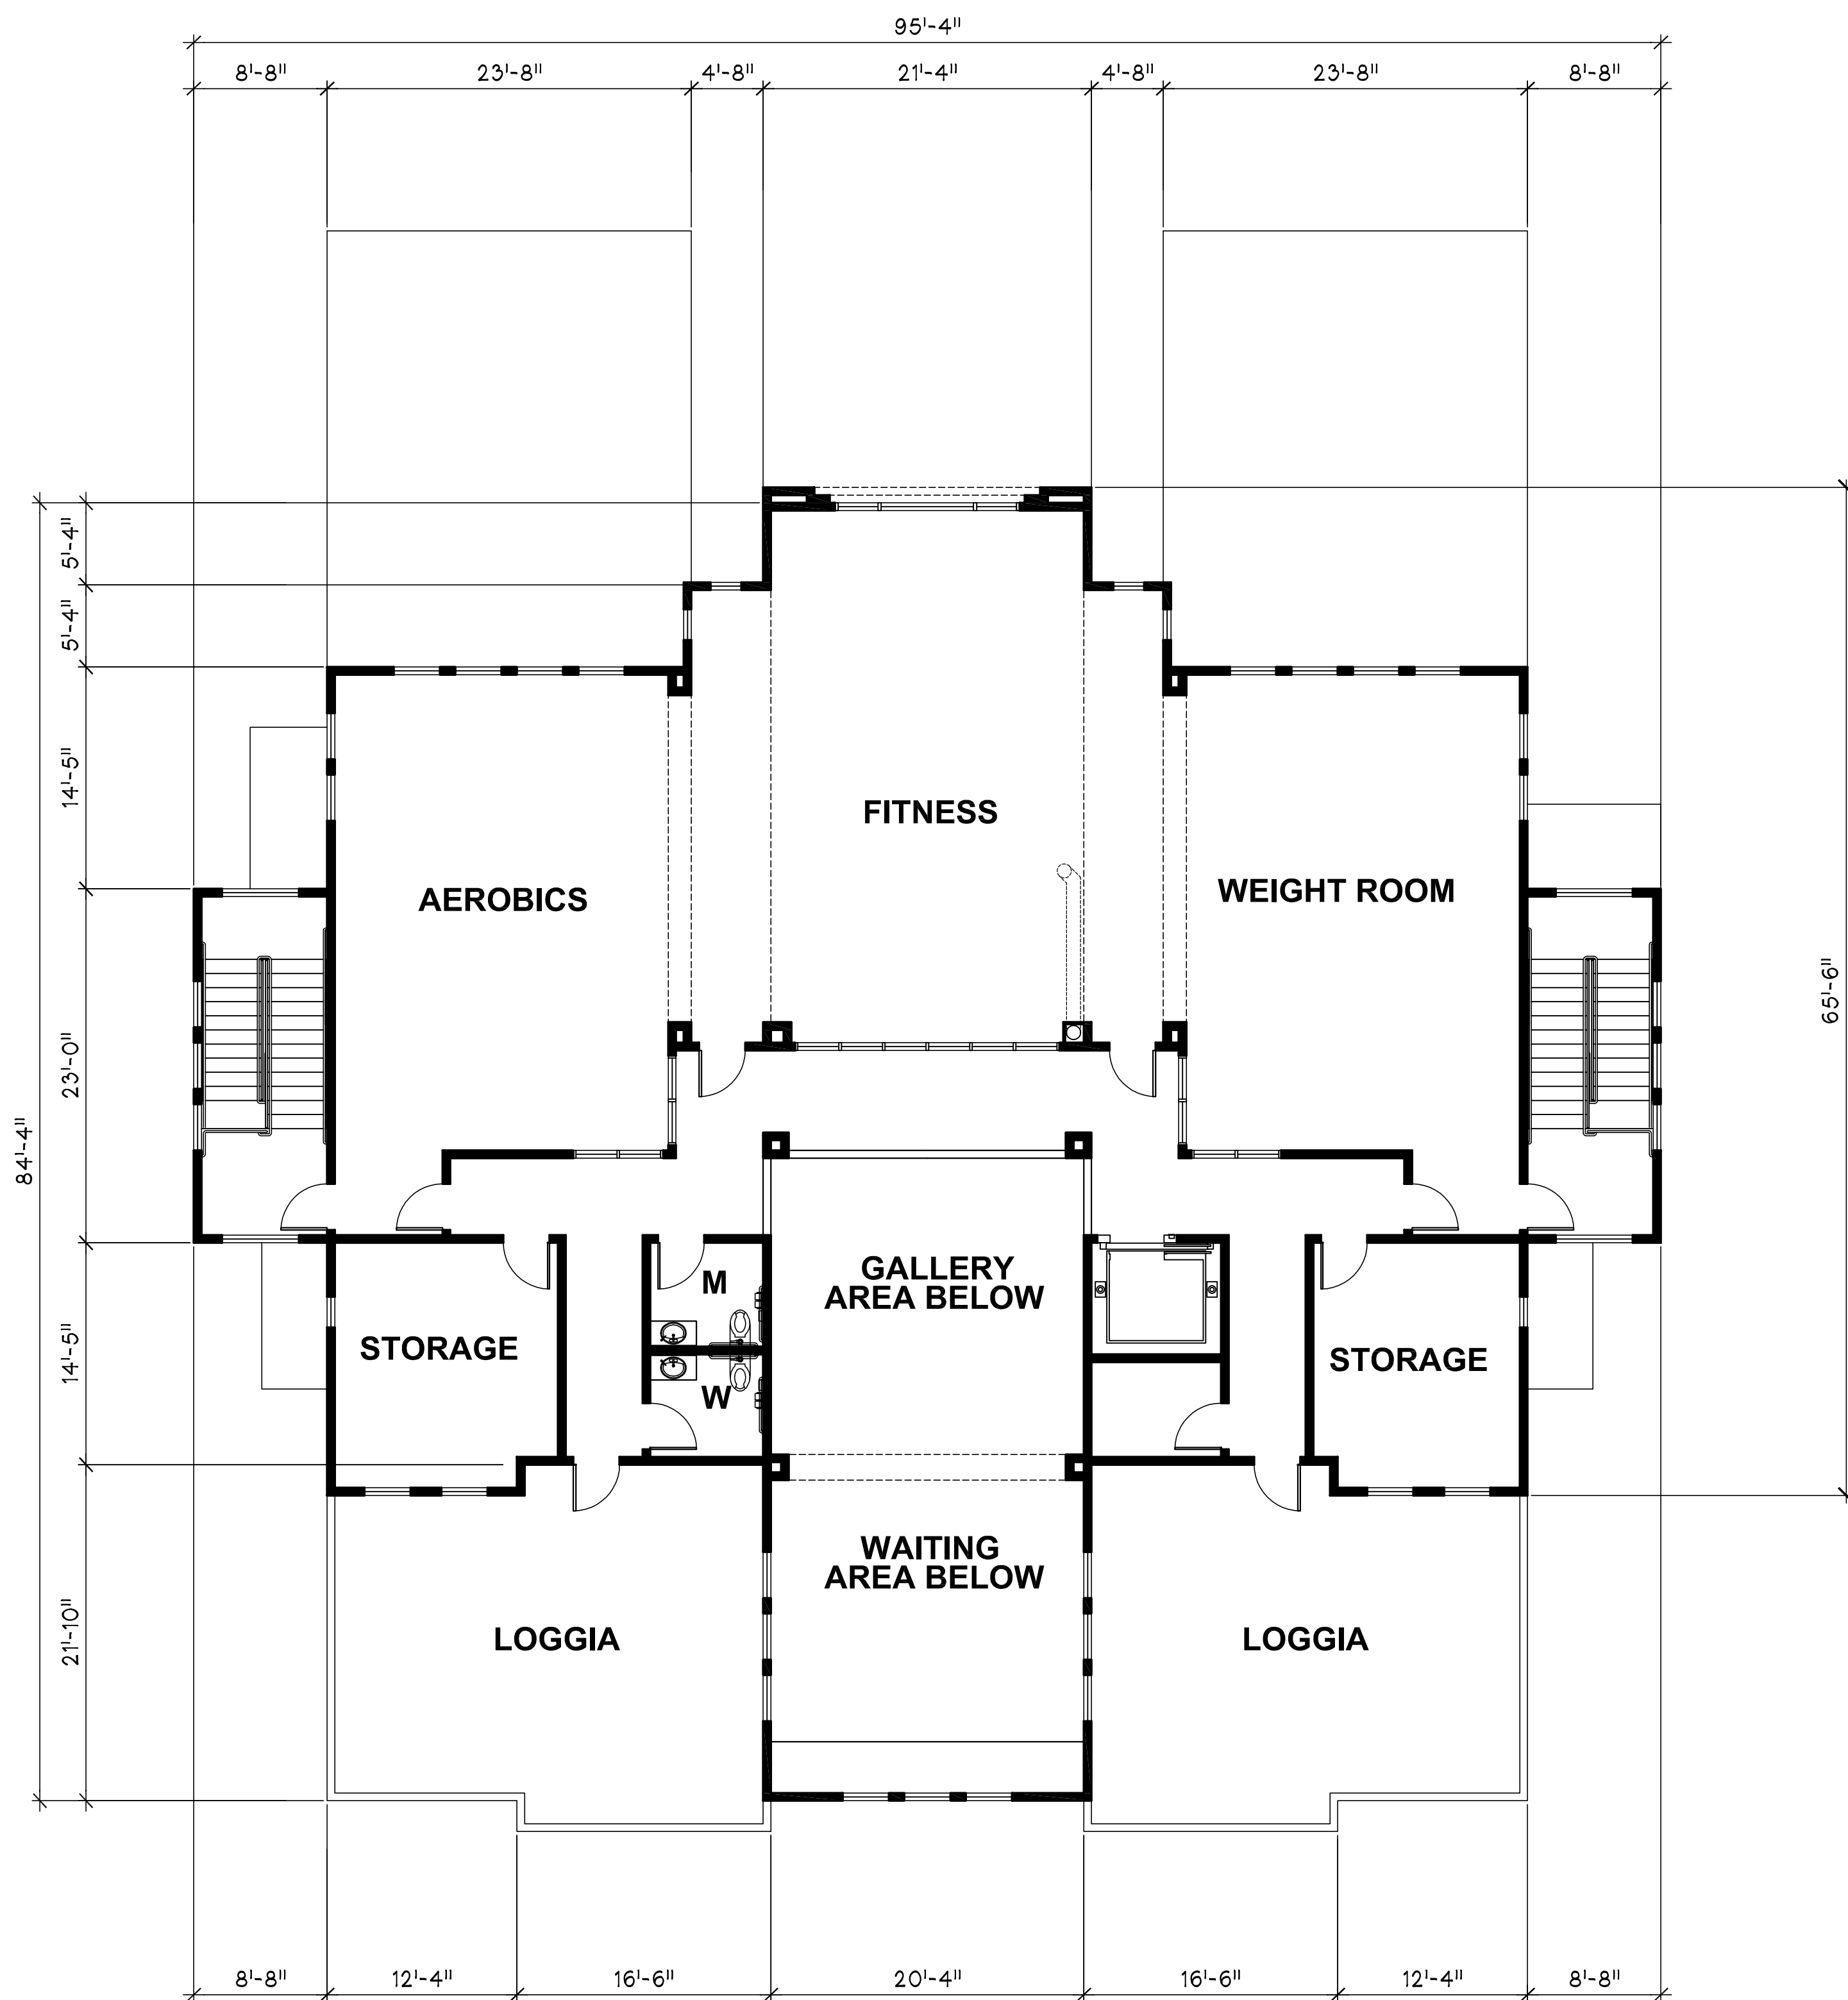 95'-4"
8'-8"
23'-8"
4'-8"
21'-4"
4'-8"
23'-8"
8'-8"
5'-4"
5'-4"
14'-5"
FITNESS
AEROBICS
WEIGHT ROOM
65'-6"
23'-0"
84'-4"
M
GALLERY
AREA BELOW
STORAGE
STORAGE
14'-5"
W
WAITING
AREA BELOW
LOGGIA
LOGGIA
21'-10"
8'-8"
12'-4"
16'-6"
20'-4"
16'-6"
12'-4"
8'-8"